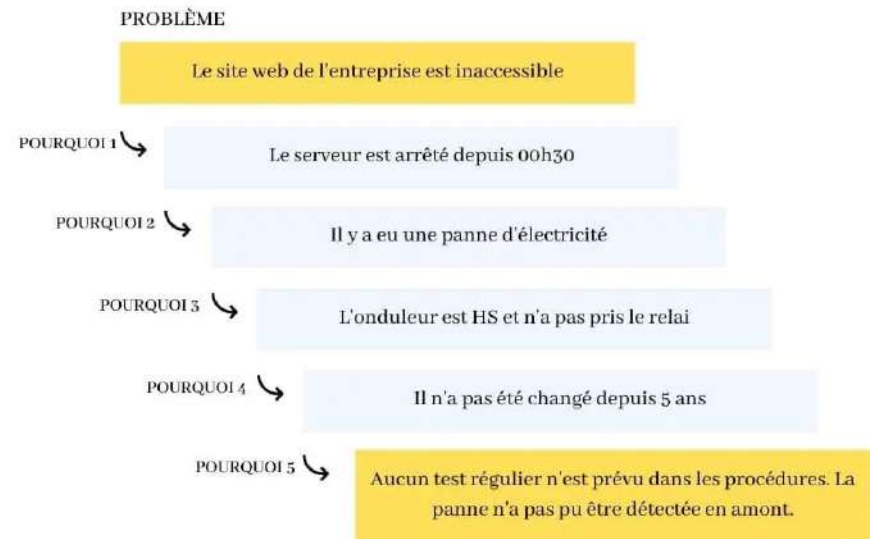 PROBLÈME
Le site web de l'entreprise est inaccessible
POURQUOI 1
Le serveur est arrêté depuis 00h30
POURQUOI 2
Il y a eu une panne d'électricité
POURQUOI 3
L'onduleur est HS et n'a pas pris le relai
POURQUOI 4
Il n'a pas été changé depuis 5 ans
POURQUOI 5
Aucun test régulier n'est prévu dans les procédures. La
panne n'a pas pu être détectée en amont.